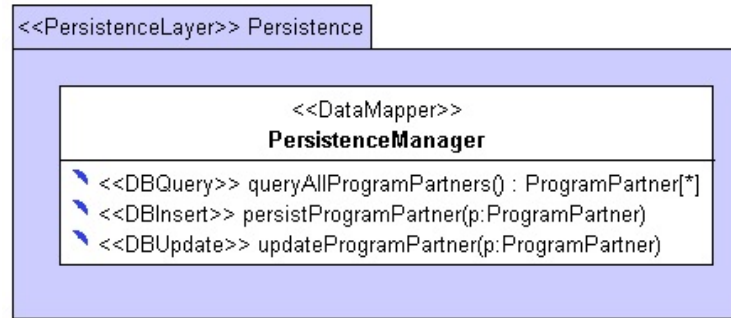 <<PersistenceLayer>> Persistence
<<DataMapper>>
PersistenceManager
<<DBQuery>> queryAllProgramPartners() : ProgramPartner[*]
<<DBInsert>> persistProgramPartner(p:ProgramPartner)
<<DBUpdate>> updateProgramPartner(p:ProgramPartner)